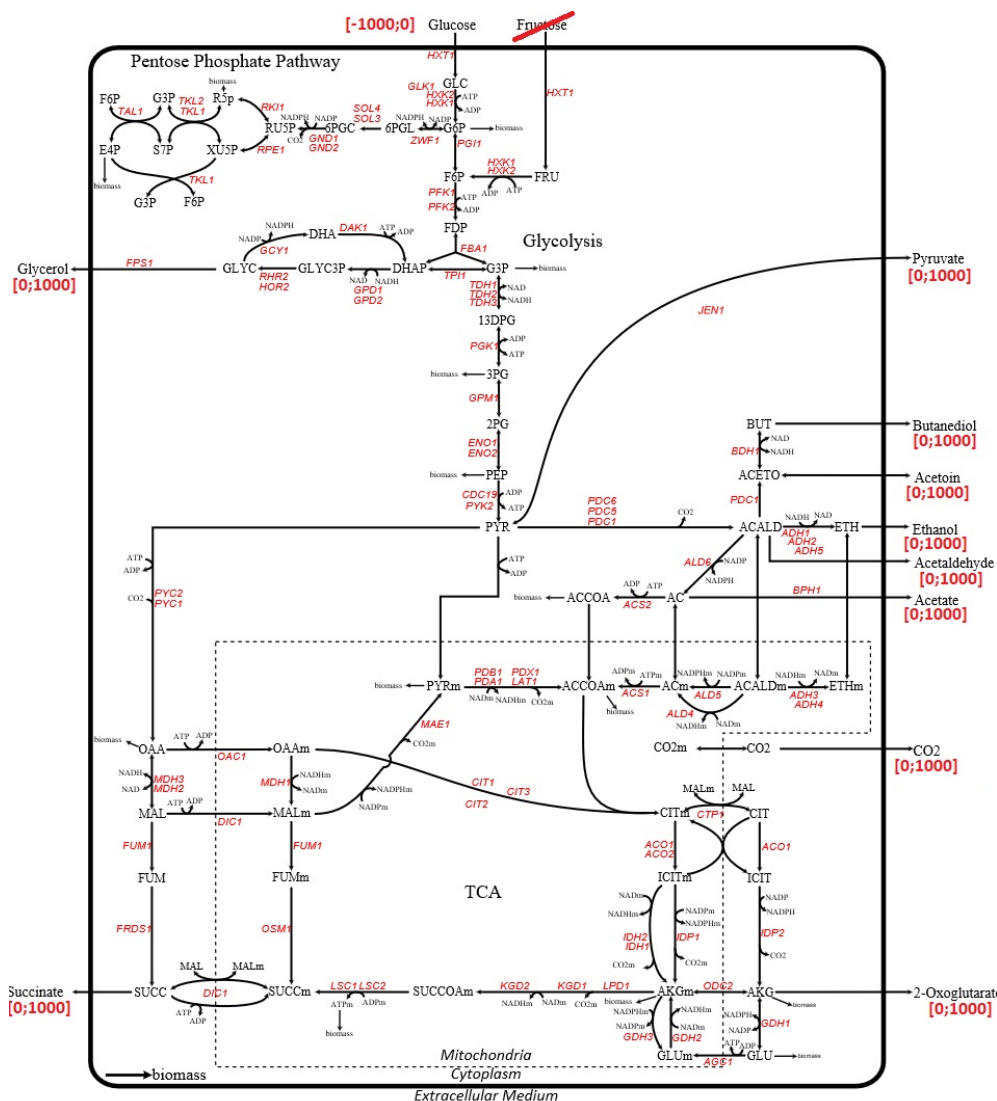 [-1000;0] Glucose Fructose
Pentose Phosphate Pathway
HXT1
GLC
GLK1
HXK2
HXK1
ATP
ADP
HXT1
biomass
F6P G3P TKL2 R5p
TAL1 TKL1 RKI1
NADPH NADP SOL4 NADPH NADP
RU5P 6PGC SOL3 6PGL G6P biomass
CO2 GND1 ZWF1 PGI1
GND2
E4P S7P XU5P RPE1
biomass
TKL1
G3P F6P
HXK1
HXK2
F6P FRU
ADP ATP
PFK1 ATP
PFK2 ADP
FDP
Glycolysis
NADPH DHA DAK1 ATP ADP
NADP GCY1
FBA1
Glycerol FPS1 GLYC GLYC3P DHAP G3P biomass
[0;1000] RHR2 NAD NADH TPI1
HOR2 GPD1
GPD2
Pyruvate
[0;1000]
TDH1 NAD
TDH2
TDH3 NADH
JEN1
13DPG
PGK1 ADP
ATP
biomass 3PG
GPM1
2PG
BUT Butanediol
[0;1000]
ENO1
ENO2
BDH1 NAD
NADH
biomass PEP
ACETO Acetoin
[0;1000]
CDC19 ADP
PYK2 ATP
PDC6
PDC5
PDC1 CO2
PDC1
NADH NAD
PYR ACALD ETH Ethanol
[0;1000]
ADH1
ADH2
ADH5
ATP
ADP
ATP
ADP
ALD6 NADP
NADPH
Acetaldehyde
[0;1000]
CO2 PYC2
PYC1
ADP ATP
biomass ACCOA AC BPH1 Acetate
ACS2 [0;1000]
PDB1 PDX1
PDA1 LAT1
ADPm ATPm NADPHm NADPm NADHm NADm
biomass PYRm ACCOAm ACm ACALDm ETHm
NADm NADHm CO2m
ACS1 ALD5 ADH3
ADH4
biomass
ALD4
NADHm NADm
MAE1
CO2m
biomass OAA ATP ADP OAAm
OAC1
CO2m CO2 CO2
[0;1000]
NADH MDH3
NAD MDH2
MDH1 NADHm
NADm
NADPHm
NADPm
CIT1 CIT3
CIT2
MALm MAL
MAL ATP ADP MALm CITm CTP1 CIT
DIC1
FUM1 FUM1
ACO1
ACO2
ACO1
FUM FUMm TCA ICITm ICIT
NADm
NADHm
NADPm
NADPHm
NADP
NADPH
FRDS1 OSM1 IDH2
IDH1
IDP1 IDP2
CO2m CO2m CO2
MAL MALm
Succinate SUCC DIC1 SUCCm LSC1 LSC2 SUCCOAm KGD2 KGD1 LPD1 AKGm ODC2 AKG 2-Oxoglutarate
[0;1000] ATP ADP ATPm ADPm NADHm NADm CO2m biomass biomass [0;1000]
biomass
NADPHm
NADPm
NADHm
NADm
NADPH
NADP
GDH3 GDH2 GDH1
ATP ADP
GLUm AGC1 GLU biomass
Mitochondria
biomass Cytoplasm
Extracellular Medium